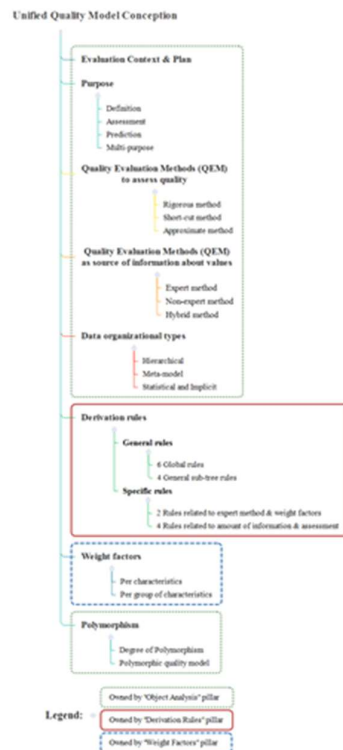 Unified Quality Model Conception
Evaluation Context & Plan
Purpose
Definition
Assessment
Prediction
Multi-purpose
Quality Evaluation Methods (QEM)
to assess quality
Rigorous method
Short-cut method
Approximate method
Quality Evaluation Methods (QEM)
as source of information about values
Expert method
Non-expert method
Hybrid method
Data organizational types
Hierarchical
Meta-model
Statistical and Implicit
Derivation rules
General rules
6 Global rules
4 General sub-tree rules
Specific rules
2 Rules related to expert method & weight factors
4 Rules related to amount of information & assessment
Weight factors
Per characteristics
Per group of characteristics
Polymorphism
Degree of Polymorphism
Polymorphic quality model
Legend:
Owned by "Object Analysis" pillar
Owned by "Derivation Rules" pillar
Owned by "Weight Factors" pillar